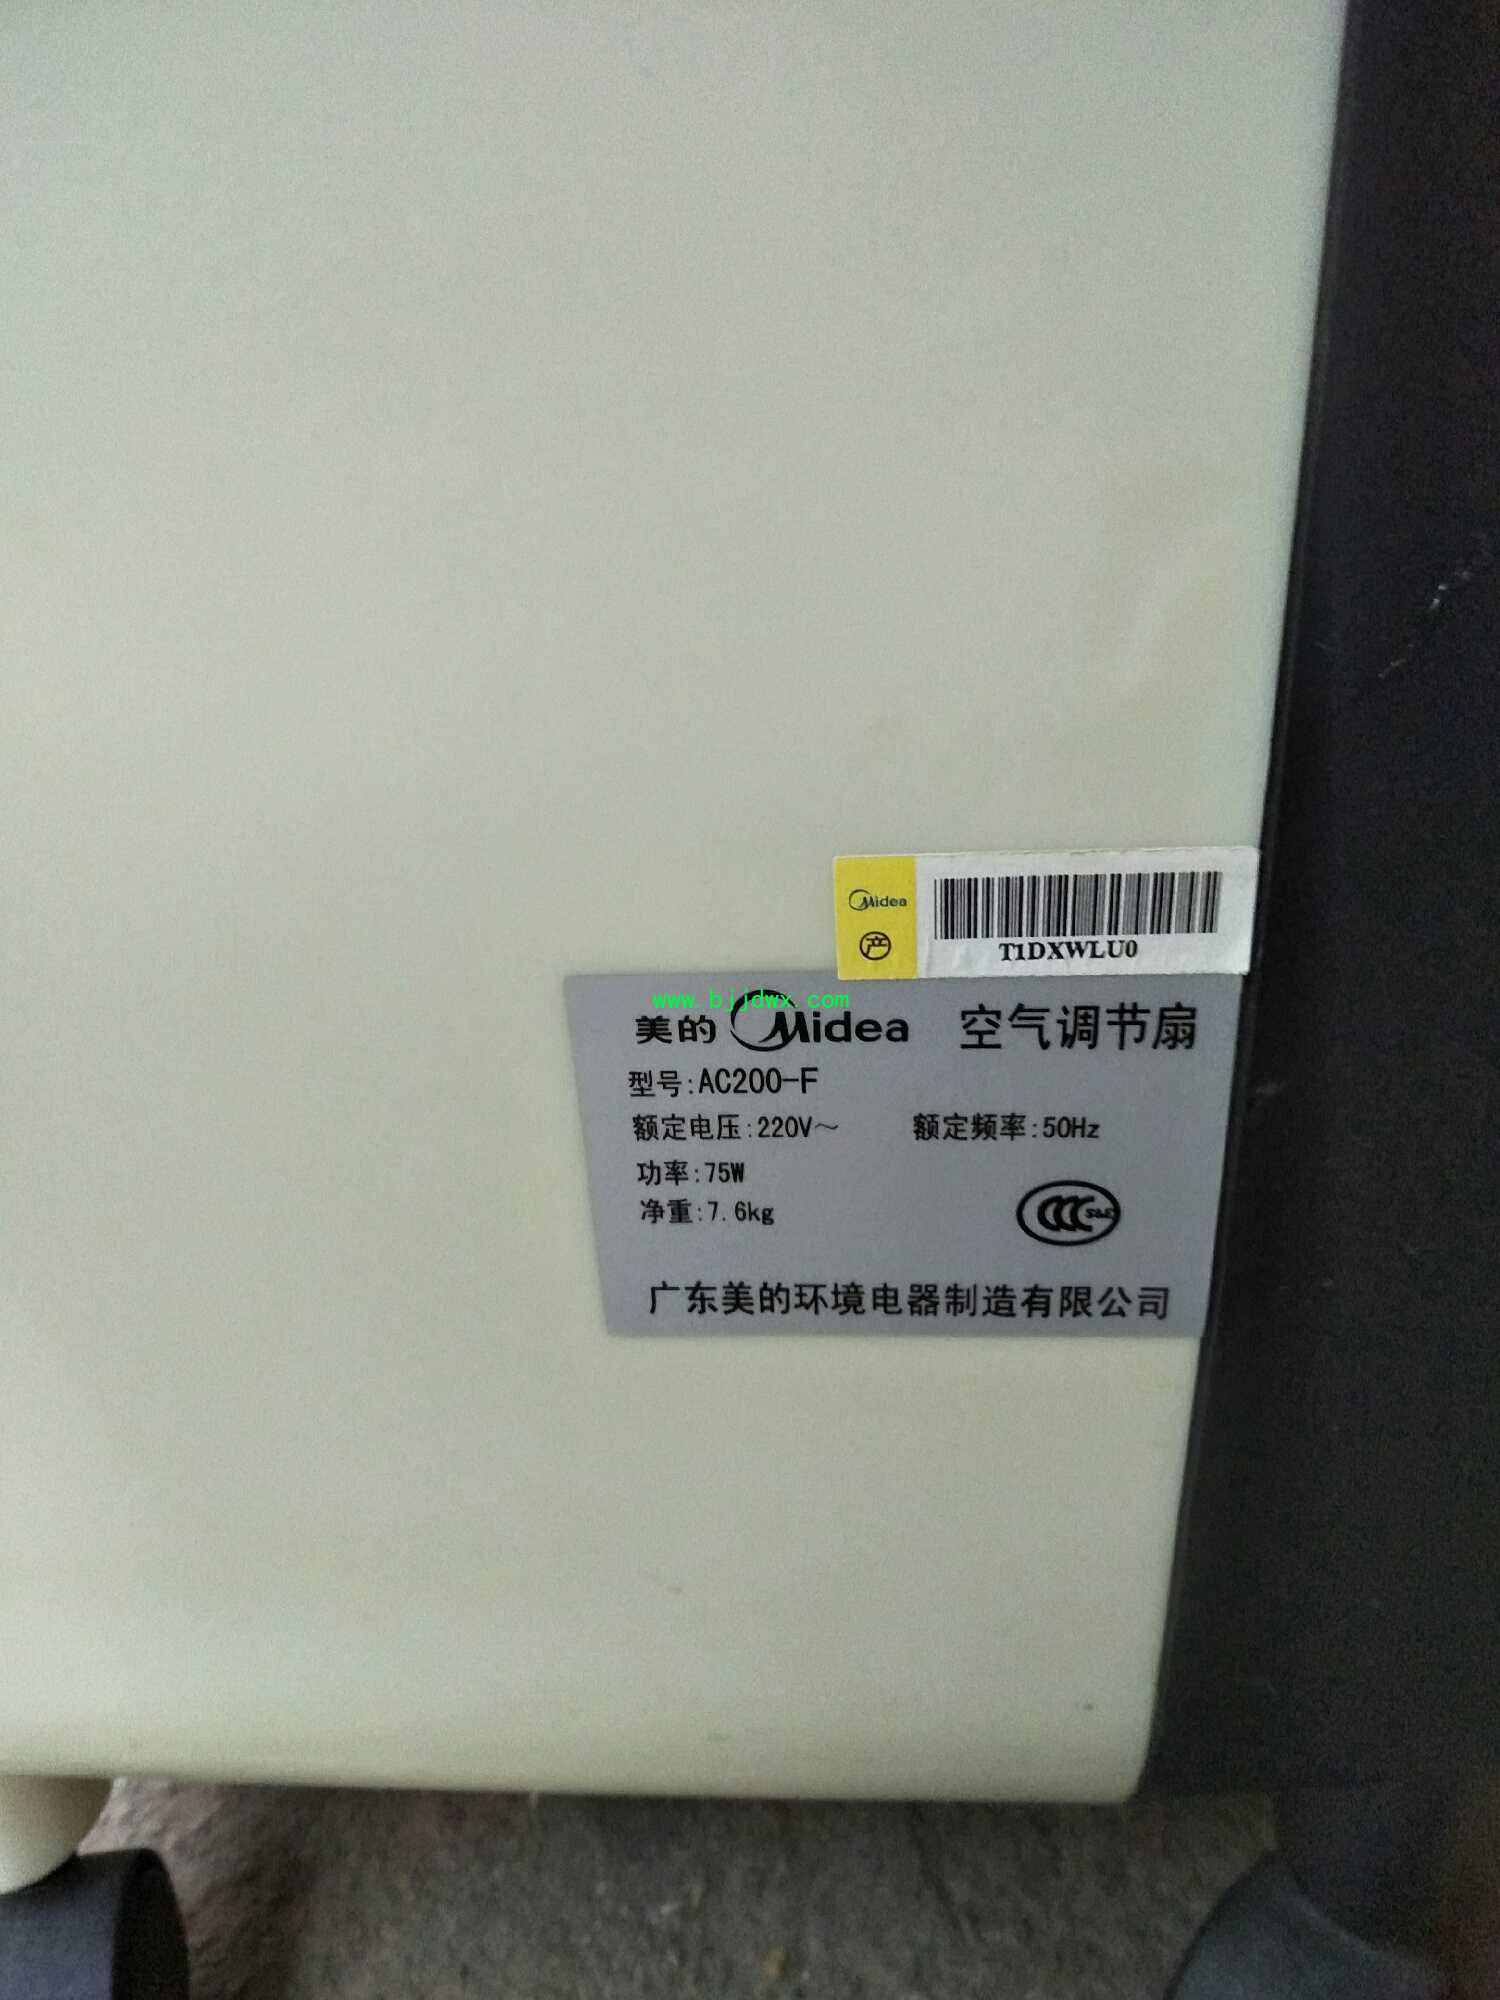 Midea
产
T1DXWLU0
www.bjjdwx.com
美的 Midea 空气调节扇
型号:AC200-F
额定电压:220V～ 额定频率:50Hz
功率:75W
净重:7.6kg
CCC S&E
广东美的环境电器制造有限公司